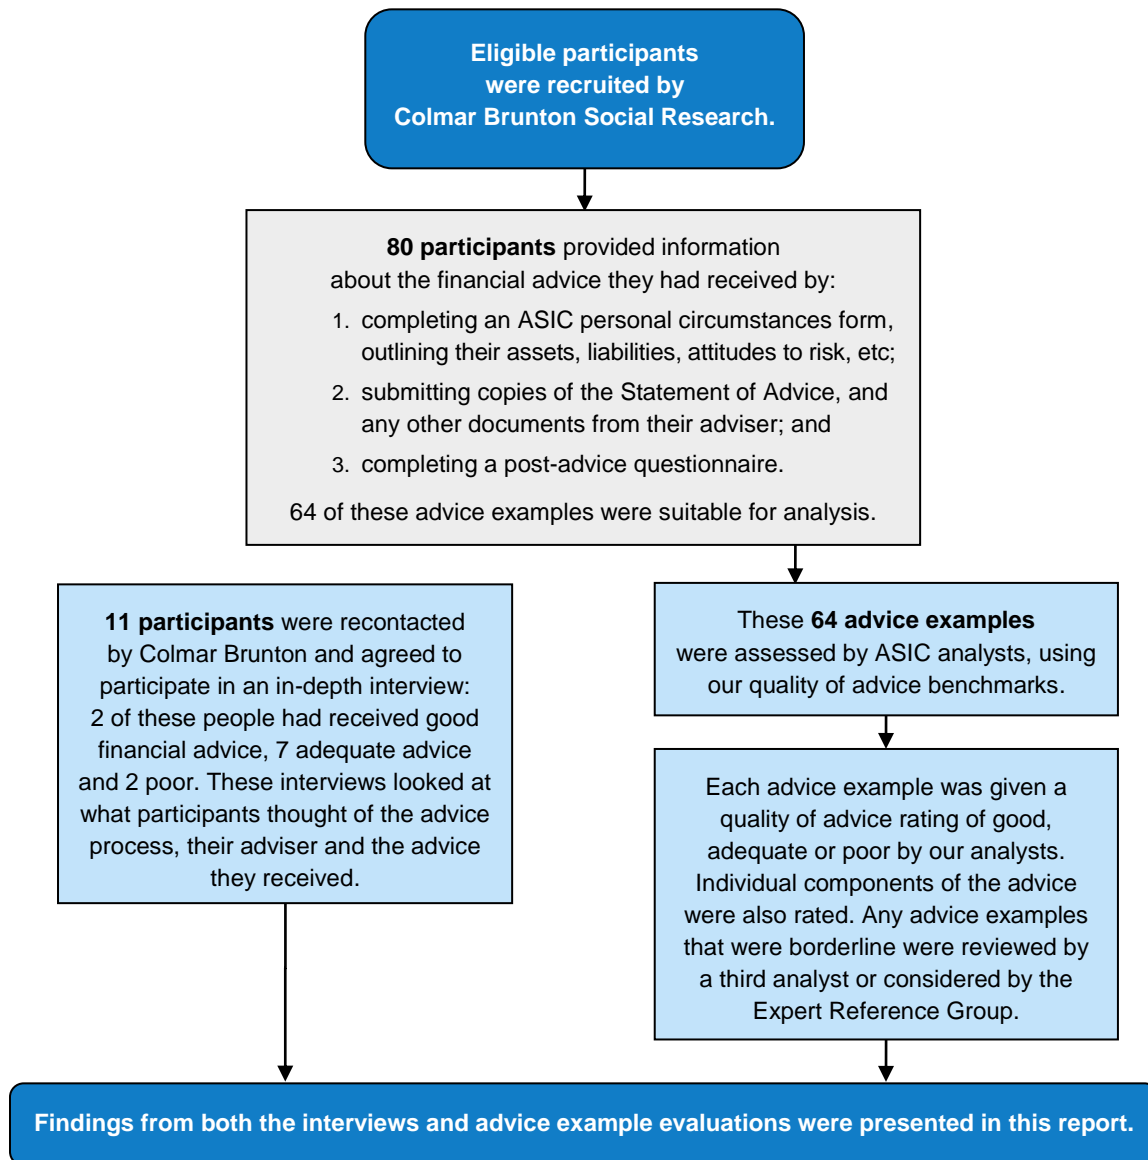 Eligible participants
were recruited by
Colmar Brunton Social Research.
80 participants provided information
about the financial advice they had received by:
1. completing an ASIC personal circumstances form,
outlining their assets, liabilities, attitudes to risk, etc;
2. submitting copies of the Statement of Advice, and
any other documents from their adviser; and
3. completing a post-advice questionnaire.
64 of these advice examples were suitable for analysis.
11 participants were recontacted
by Colmar Brunton and agreed to
participate in an in-depth interview:
2 of these people had received good
financial advice, 7 adequate advice
and 2 poor. These interviews looked at
what participants thought of the advice
process, their adviser and the advice
they received.
These 64 advice examples
were assessed by ASIC analysts, using
our quality of advice benchmarks.
Each advice example was given a
quality of advice rating of good,
adequate or poor by our analysts.
Individual components of the advice
were also rated. Any advice examples
that were borderline were reviewed by
a third analyst or considered by the
Expert Reference Group.
Findings from both the interviews and advice example evaluations were presented in this report.